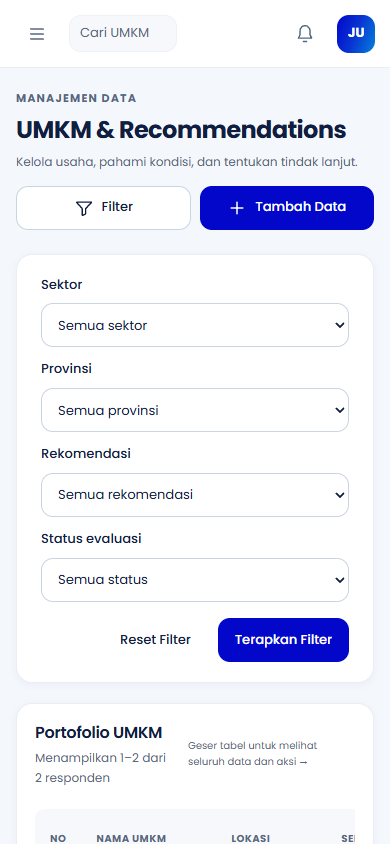 Cari UMKM
JU
MANAJEMEN DATA
UMKM & Recommendations
Kelola usaha, pahami kondisi, dan tentukan tindak lanjut.
Filter
Tambah Data
Sektor
Semua sektor
Provinsi
Semua provinsi
Rekomendasi
Semua rekomendasi
Status evaluasi
Semua status
Reset Filter
Terapkan Filter
Portofolio UMKM
Menampilkan 1–2 dari
2 responden
Geser tabel untuk melihat
seluruh data dan aksi →
NO NAMA UMKM LOKASI